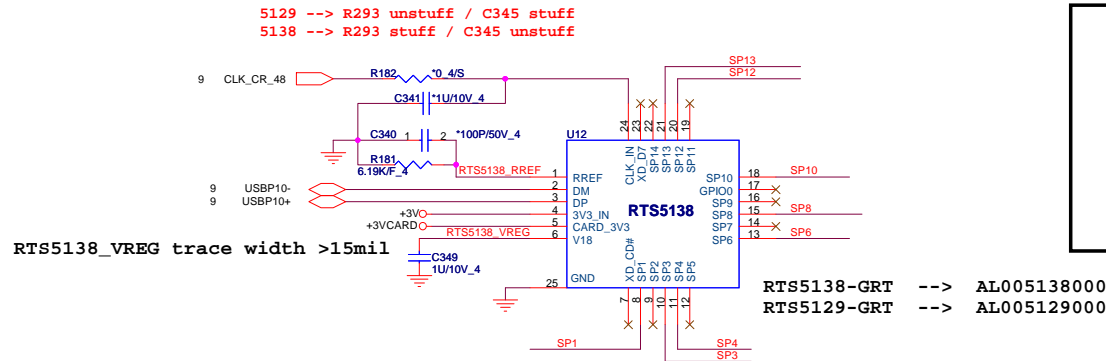 5129 --> R293 unstuff / C345 stuff
5138 --> R293 stuff / C345 unstuff
9 CLK_CR_48
R182 *0_4/S
C341 *1U/10V_4
C340 1 2 *100P/50V_4
R181
6.19K/F_4
RTS5138_RREF
9 USBP10-
9 USBP10+
+3V
+3VCARD
RTS5138_VREG
RTS5138_VREG trace width >15mil
C349
1U/10V_4
SP13
SP12
24 23 22 21 20 19
U12
CLK_IN XD_D7 SP14 SP13 SP12 SP11
RTS5138
1 RREF
2 DM
3 DP
4 3V3_IN
5 CARD_3V3
6 V18
25 GND
SP10 18 SP10
GPIO0 17
SP9 16
SP8 15 SP8
SP7 14
SP6 13 SP6
XD_CD# SP1 SP2 SP3 SP4 SP5
7 8 9 10 11 12
SP1
SP4
SP3
RTS5138-GRT --> AL005138000
RTS5129-GRT --> AL005129000